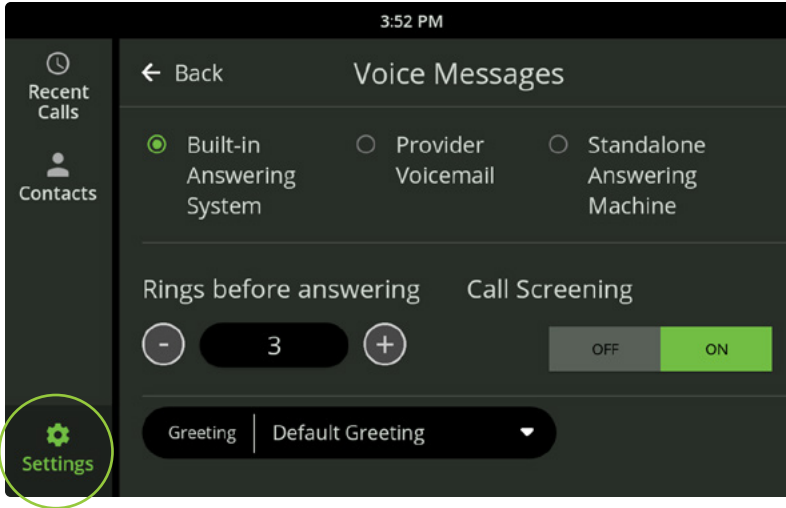 3:52 PM
Recent
Calls
Contacts
Settings
Back
Voice Messages
Built-in
Answering
System
Provider
Voicemail
Standalone
Answering
Machine
Rings before answering
- 3 +
Call Screening
OFF ON
Greeting Default Greeting